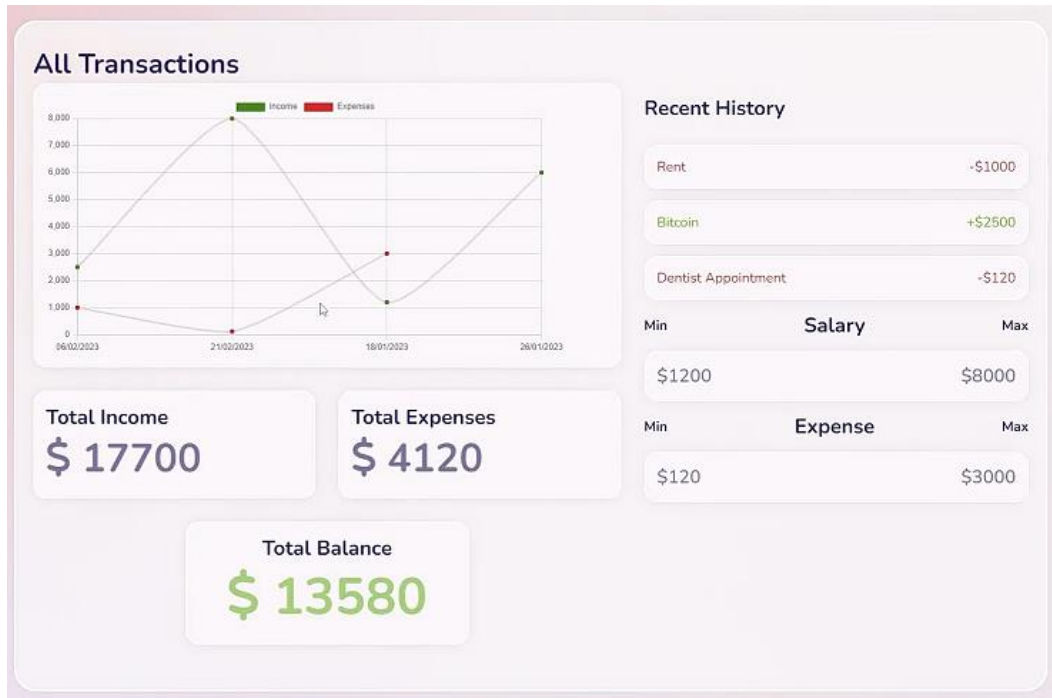 All Transactions
Income Expenses
8,000
7,000
6,000
5,000
4,000
3,000
2,000
1,000
0
06/02/2023 21/02/2023 18/01/2023 26/01/2023
Total Income
$ 17700
Total Expenses
$ 4120
Total Balance
$ 13580
Recent History
Rent -$1000
Bitcoin +$2500
Dentist Appointment -$120
Min Salary Max
$1200 $8000
Min Expense Max
$120 $3000